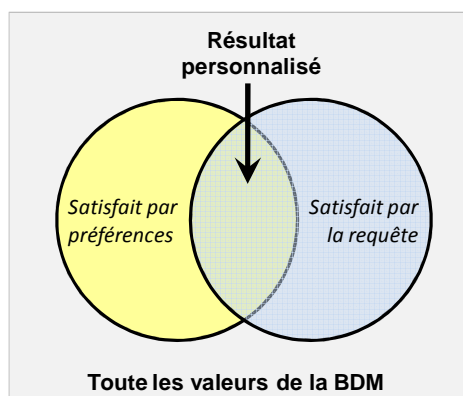 Résultat
personnalisé
Satisfait par
préférences
Satisfait par
la requête
Toute les valeurs de la BDM